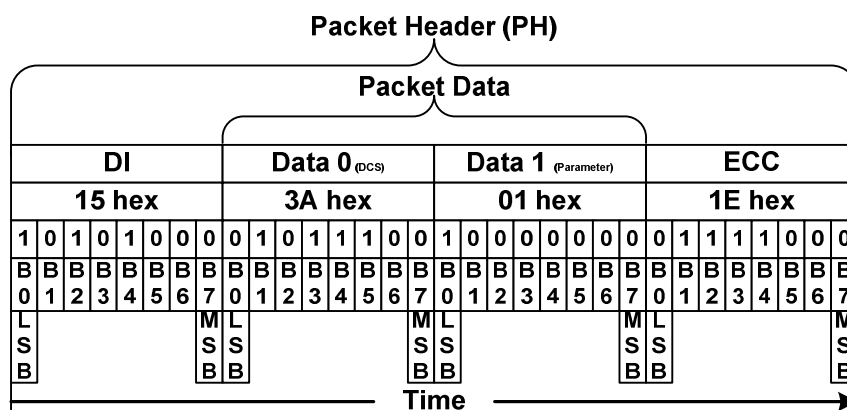 Packet Header (PH)
Packet Data
DI Data 0 (DCS) Data 1 (Parameter) ECC
15 hex 3A hex 01 hex 1E hex
1 0 1 0 1 0 0 0 0 1 0 1 1 1 0 0 1 0 0 0 0 0 0 0 0 1 1 1 1 0 0 0
B B B B B B B B B B B B B B B B B B B B B B B B B B B B B B B B
0 1 2 3 4 5 6 7 0 1 2 3 4 5 6 7 0 1 2 3 4 5 6 7 0 1 2 3 4 5 6 7
L M L M L M L M
S S S S S S S S
B B B B B B B B
Time